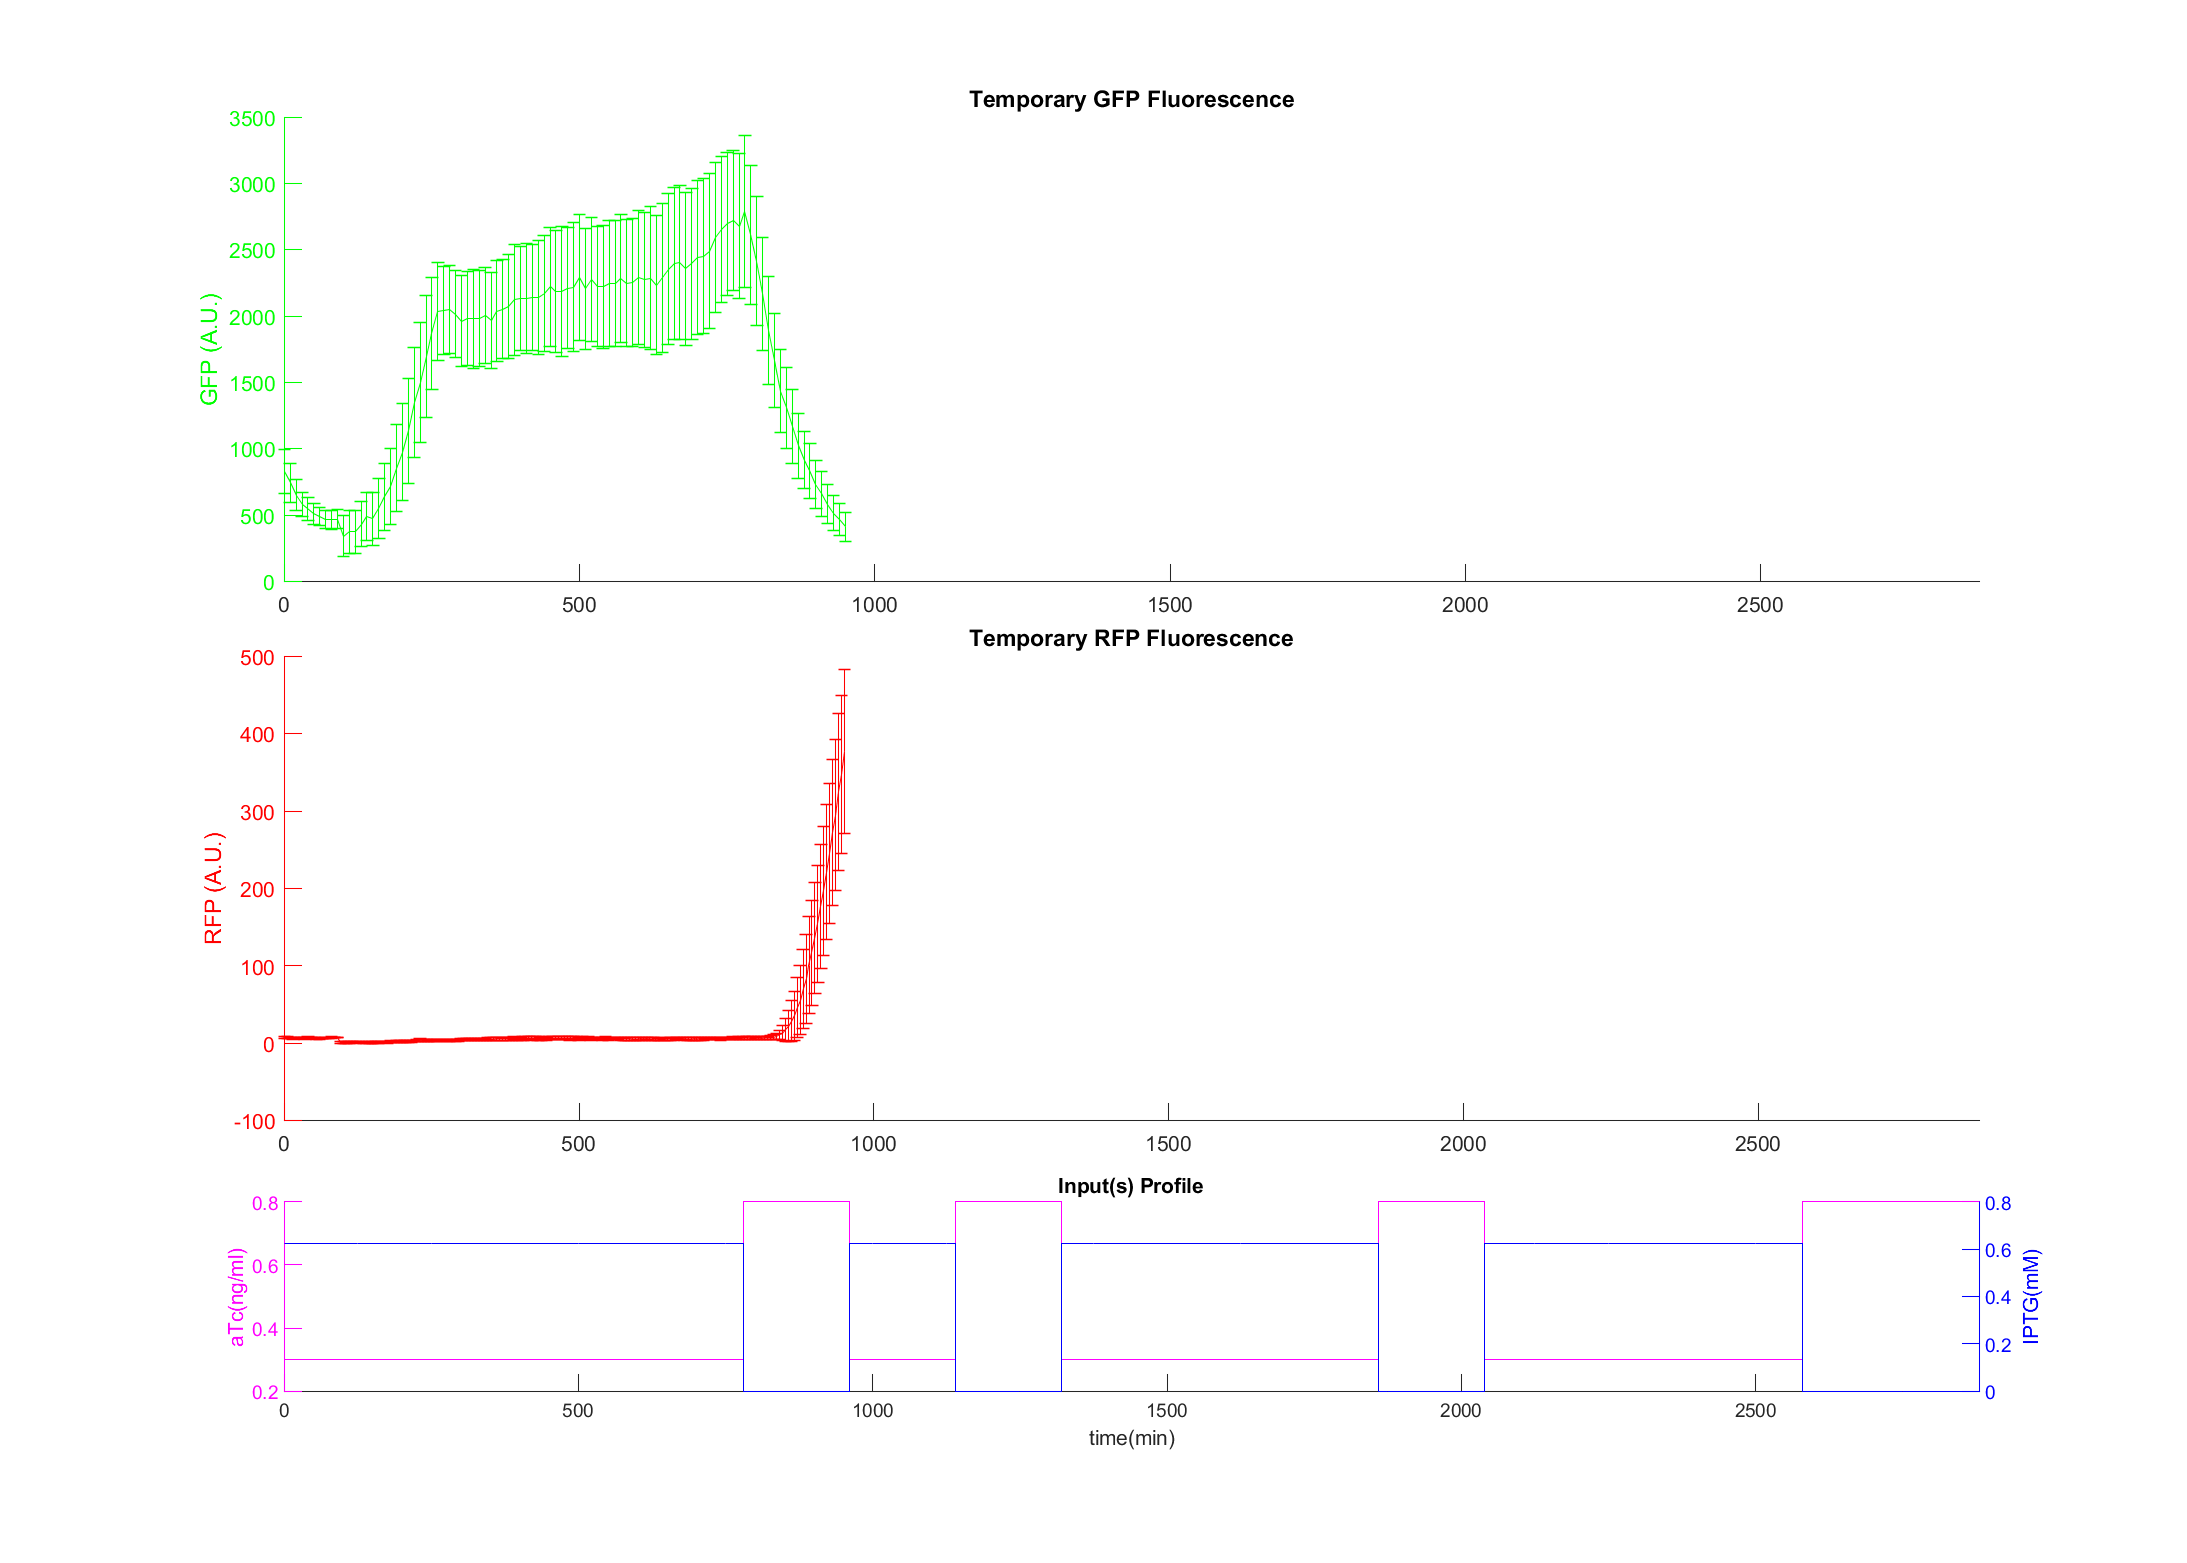 Temporary GFP Fluorescence
3500
3000
2500
2000
1500
1000
500
0
GFP (A.U.)
0 500 1000 1500 2000 2500
Temporary RFP Fluorescence
500
400
300
200
100
0
-100
RFP (A.U.)
0 500 1000 1500 2000 2500
Input(s) Profile
0.8
0.6
0.4
0.2
aTc(ng/ml)
0.8
0.6
0.4
0.2
0
IPTG(mM)
0 500 1000 1500 2000 2500
time(min)